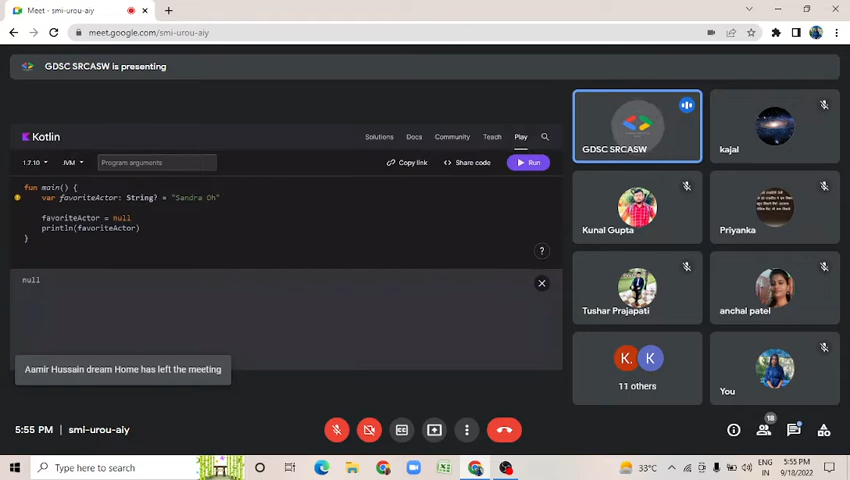 Meet - smi-urou-aiy
meet.google.com/smi-urou-aiy
GDSC SRCASW is presenting
Kotlin
Solutions Docs Community Teach Play
1.7.10 JVM Program arguments Copy link Share code Run
fun main() {
var favoriteActor: String? = "Sandra Oh"
favoriteActor = null
println(favoriteActor)
}
?
null
Aamir Hussain dream Home has left the meeting
GDSC SRCASW
kajal
Kunal Gupta
Priyanka
Tushar Prajapati
anchal patel
K. K
11 others
You
5:55 PM | smi-urou-aiy
18
Type here to search
33°C
ENG
IN
5:55 PM
9/18/2022